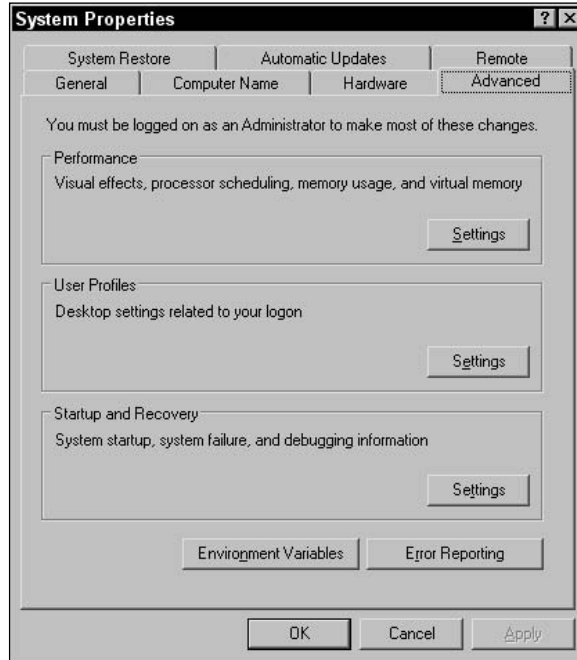 System Properties
System Restore
Automatic Updates
Remote
General
Computer Name
Hardware
Advanced
You must be logged on as an Administrator to make most of these changes.
Performance
Visual effects, processor scheduling, memory usage, and virtual memory
Settings
User Profiles
Desktop settings related to your logon
Settings
Startup and Recovery
System startup, system failure, and debugging information
Settings
Environment Variables
Error Reporting
OK
Cancel
Apply